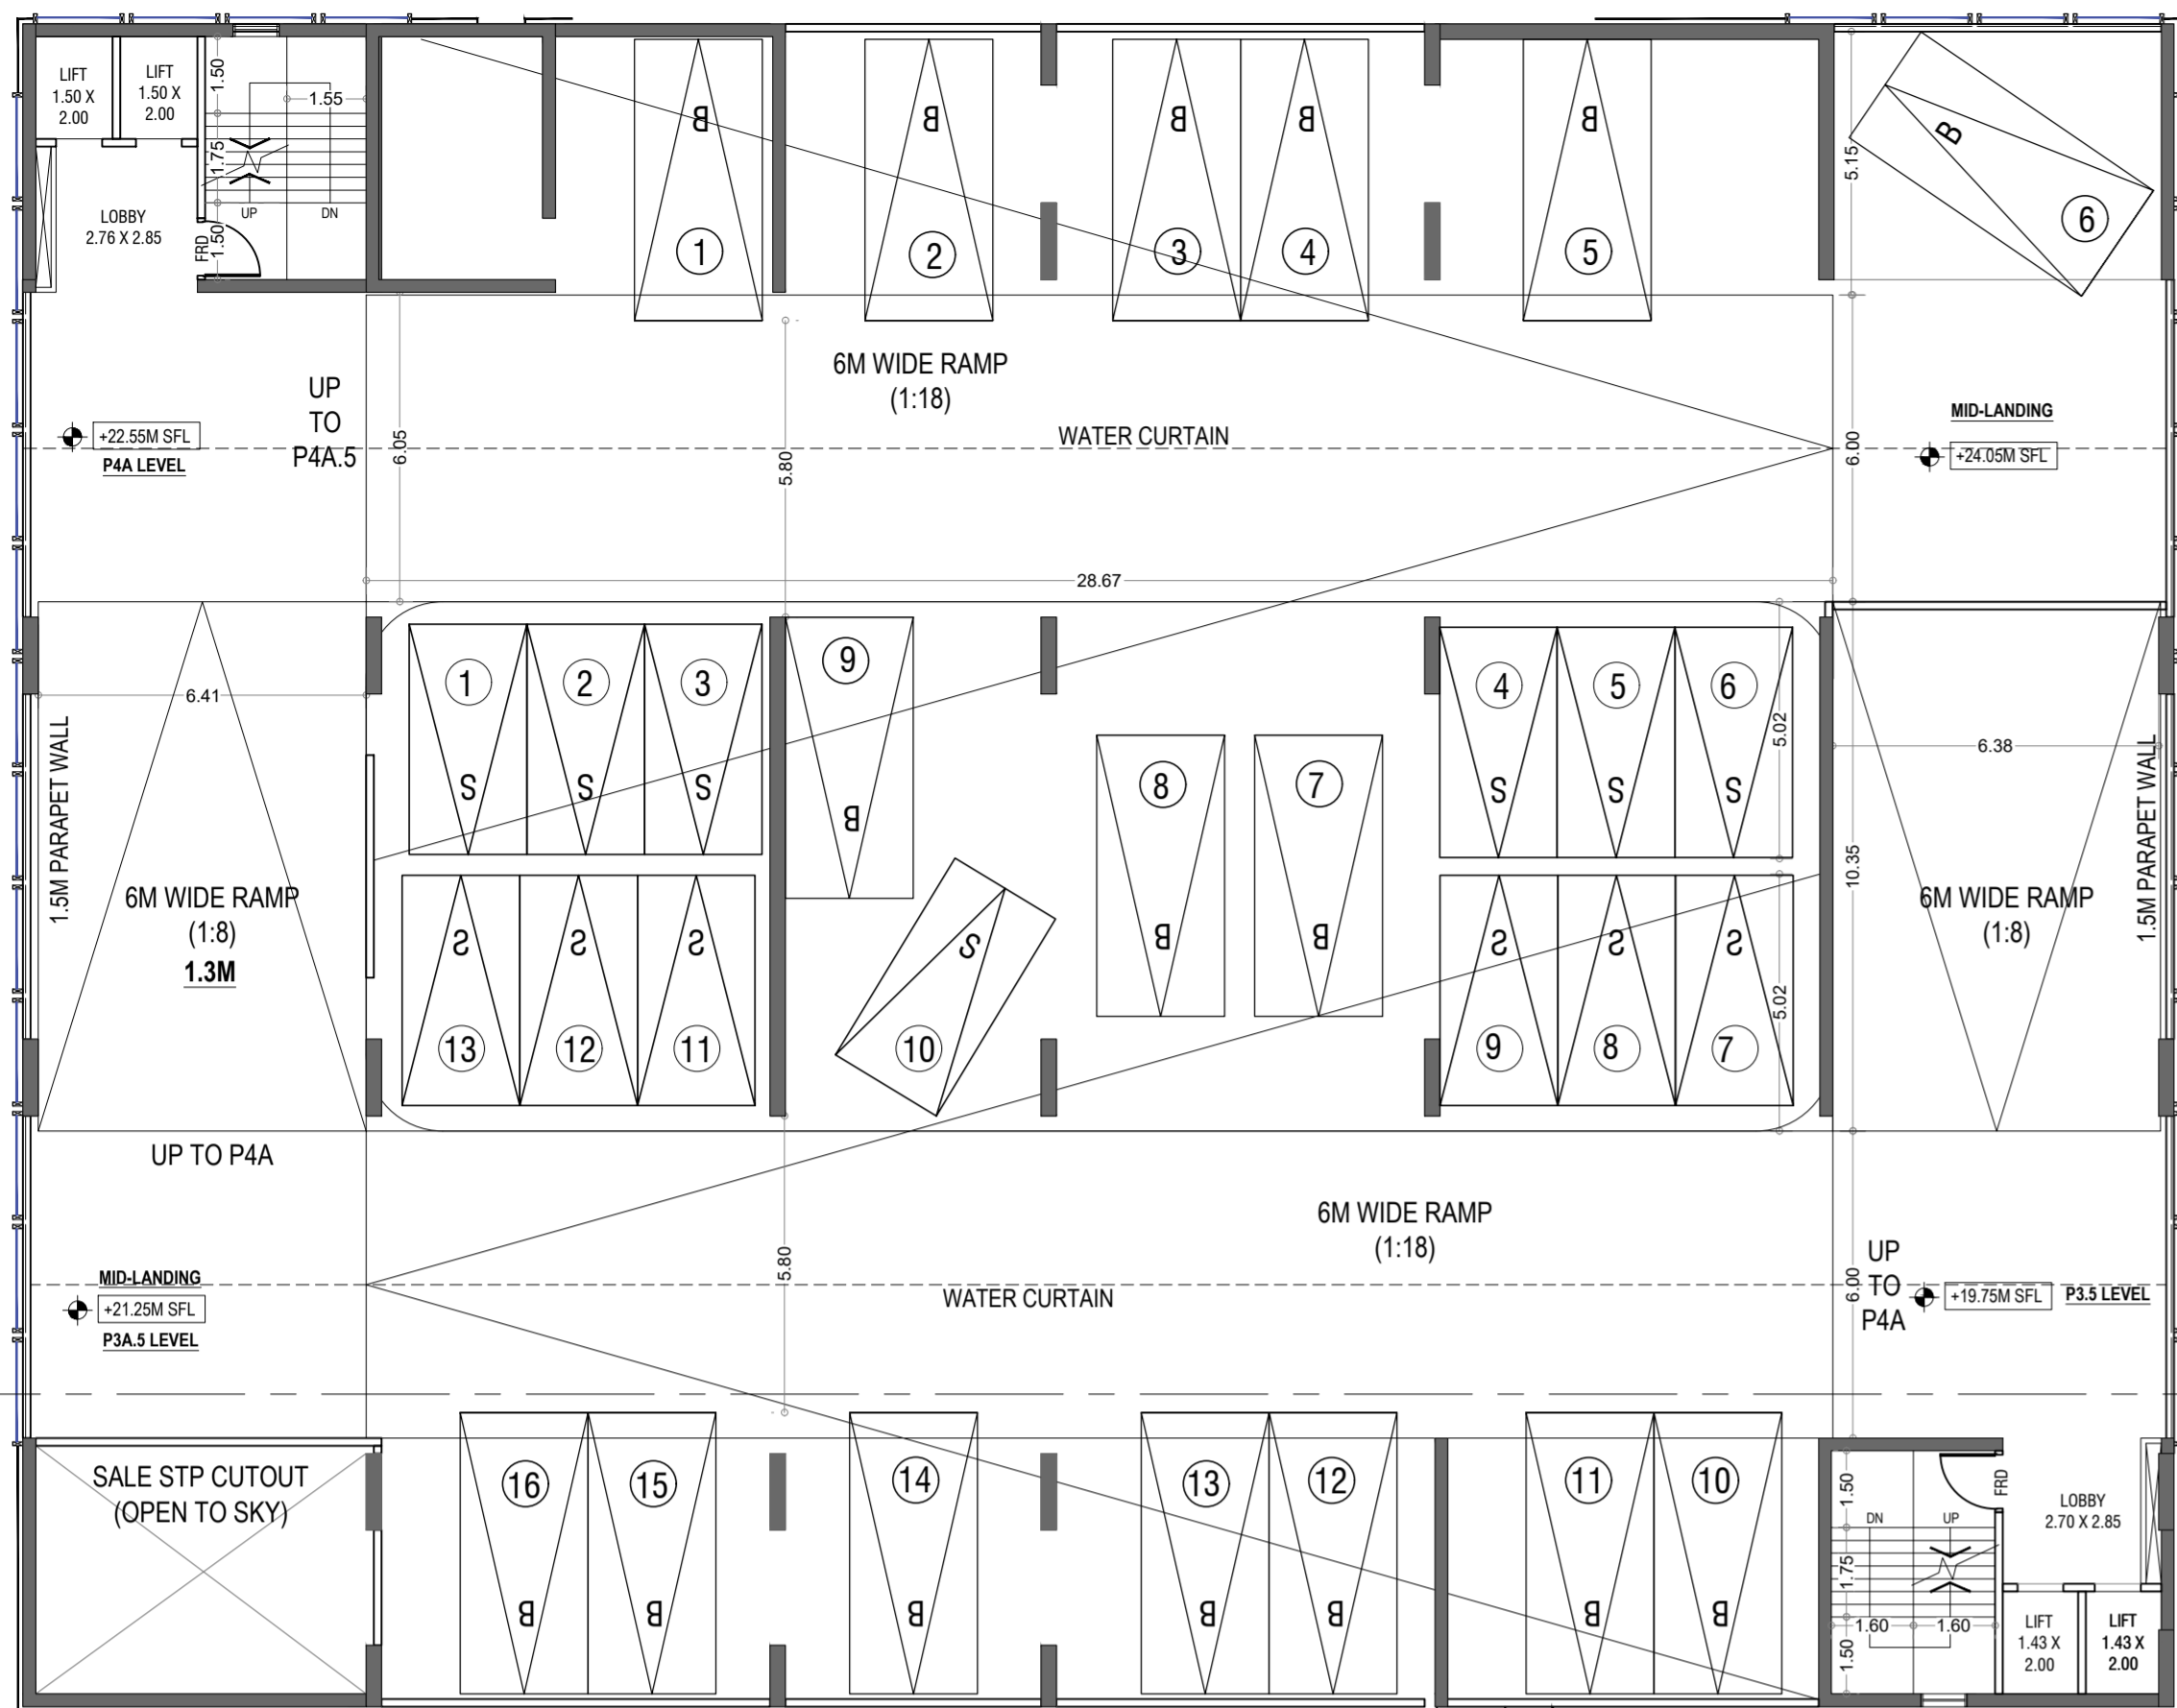 LIFT
1.50 X
2.00
LIFT
1.50 X
2.00
1.50
1.55
1.75
UP
DN
LOBBY
2.76 X 2.85
FRD
1.50
B
1
B
2
B
3
B
4
B
5
B
6
5.15
6M WIDE RAMP
(1:18)
UP
TO
P4A.5
+22.55M SFL
P4A LEVEL
6.05
5.80
WATER CURTAIN
MID-LANDING
+24.05M SFL
6.00
28.67
6.41
1
S
2
S
3
S
9
B
8
B
7
B
4
S
5
S
6
S
5.02
6.38
1.5M PARAPET WALL
6M WIDE RAMP
(1:8)
1.3M
10.35
6M WIDE RAMP
(1:8)
1.5M PARAPET WALL
S
13
S
12
S
11
S
10
S
9
S
8
S
7
5.02
UP TO P4A
6M WIDE RAMP
(1:18)
5.80
MID-LANDING
+21.25M SFL
P3A.5 LEVEL
WATER CURTAIN
6.00
UP
TO
P4A
+19.75M SFL
P3.5 LEVEL
SALE STP CUTOUT
(OPEN TO SKY)
16
B
15
B
14
B
13
B
12
B
11
B
10
B
1.50
FRD
LOBBY
2.70 X 2.85
DN
UP
1.75
1.60
1.60
1.50
LIFT
1.43 X
2.00
LIFT
1.43 X
2.00